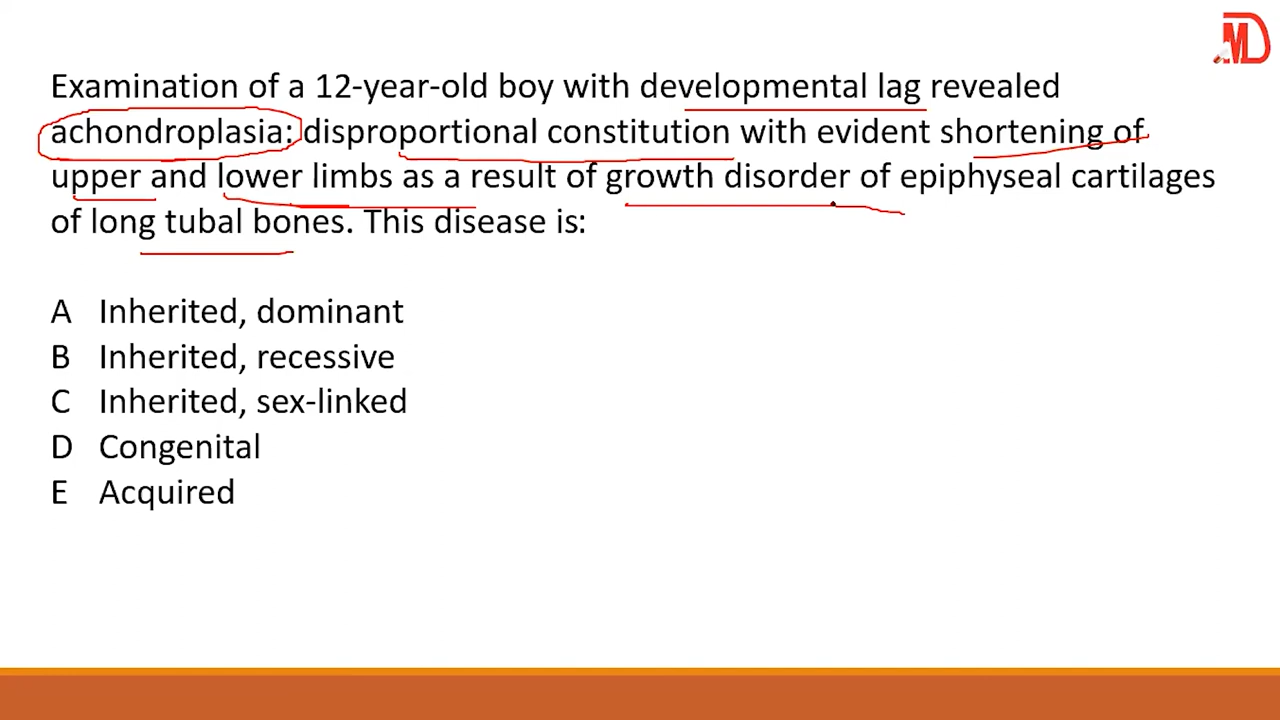 MD
Examination of a 12-year-old boy with developmental lag revealed
achondroplasia: disproportional constitution with evident shortening of
upper and lower limbs as a result of growth disorder of epiphyseal cartilages
of long tubal bones. This disease is:
A Inherited, dominant
B Inherited, recessive
C Inherited, sex-linked
D Congenital
E Acquired